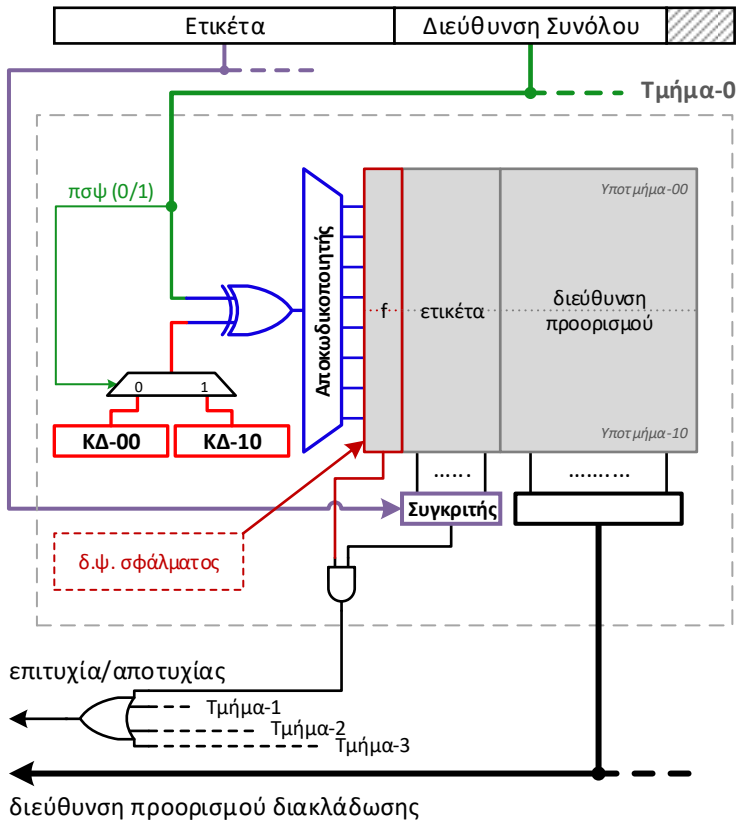 Ετικέτα
Διεύθυνση Συνόλου
Τμήμα-0
πσψ (0/1)
Υποτμήμα-00
Αποκωδικοποιητής
f
ετικέτα
διεύθυνση
προορισμού
0
1
ΚΔ-00
ΚΔ-10
Υποτμήμα-10
......
..........
Συγκριτής
δ.ψ. σφάλματος
επιτυχία/αποτυχίας
Τμήμα-1
Τμήμα-2
Τμήμα-3
διεύθυνση προορισμού διακλάδωσης